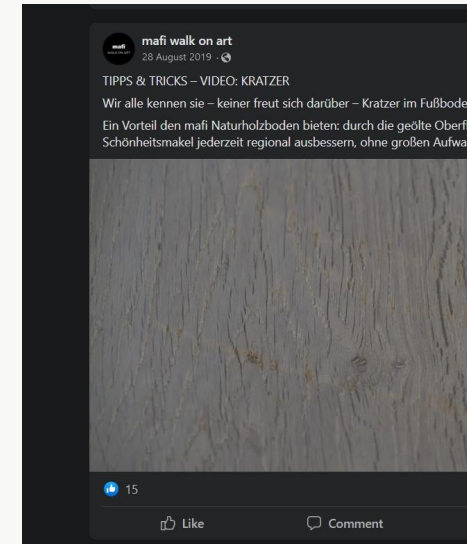 mafi walk on art
28 August 2019 ·
TIPPS & TRICKS – VIDEO: KRATZER
Wir alle kennen sie – keiner freut sich darüber – Kratzer im Fußbode
Ein Vorteil den mafi Naturholzboden bieten: durch die geölte Oberfl
Schönheitsmakel jederzeit regional ausbessern, ohne großen Aufwa
15
Like
Comment